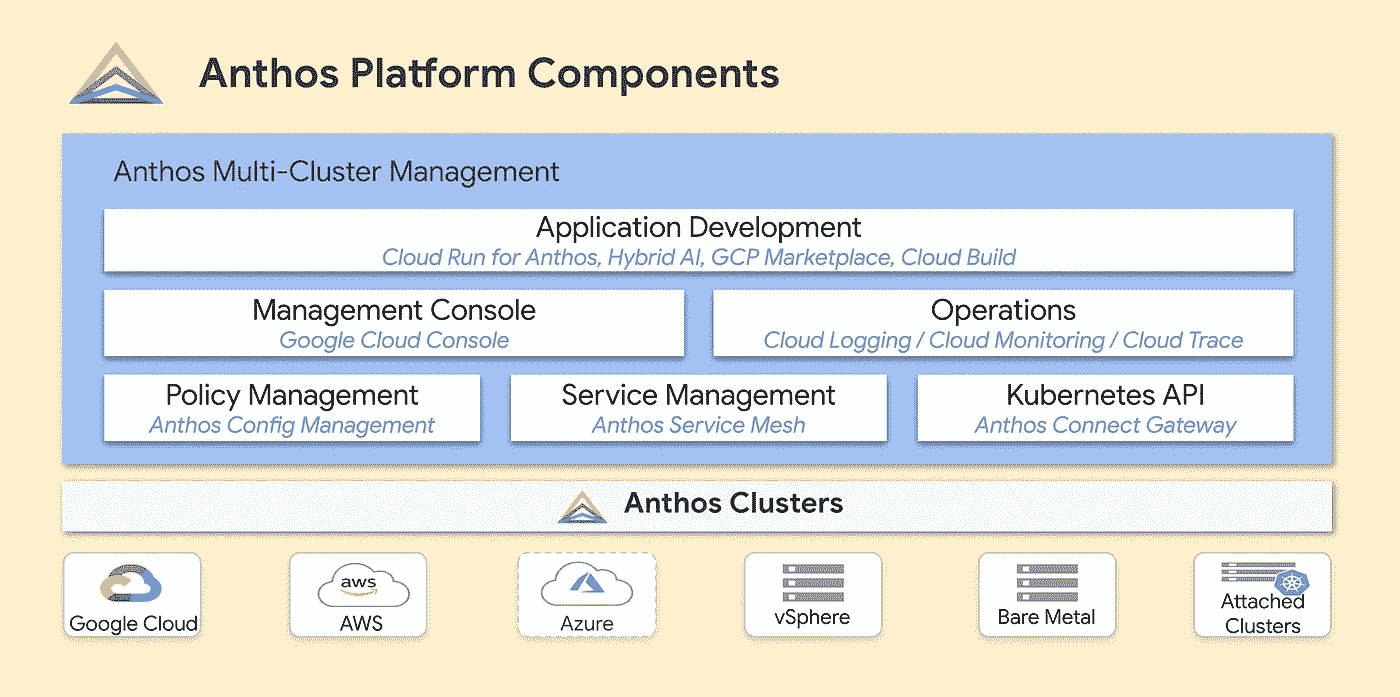 Anthos Platform Components
Anthos Multi-Cluster Management
Application Development
Cloud Run for Anthos, Hybrid AI, GCP Marketplace, Cloud Build
Management Console
Google Cloud Console
Operations
Cloud Logging / Cloud Monitoring / Cloud Trace
Policy Management
Anthos Config Management
Service Management
Anthos Service Mesh
Kubernetes API
Anthos Connect Gateway
Anthos Clusters
Google Cloud
aws
AWS
Azure
vSphere
Bare Metal
Attached
Clusters